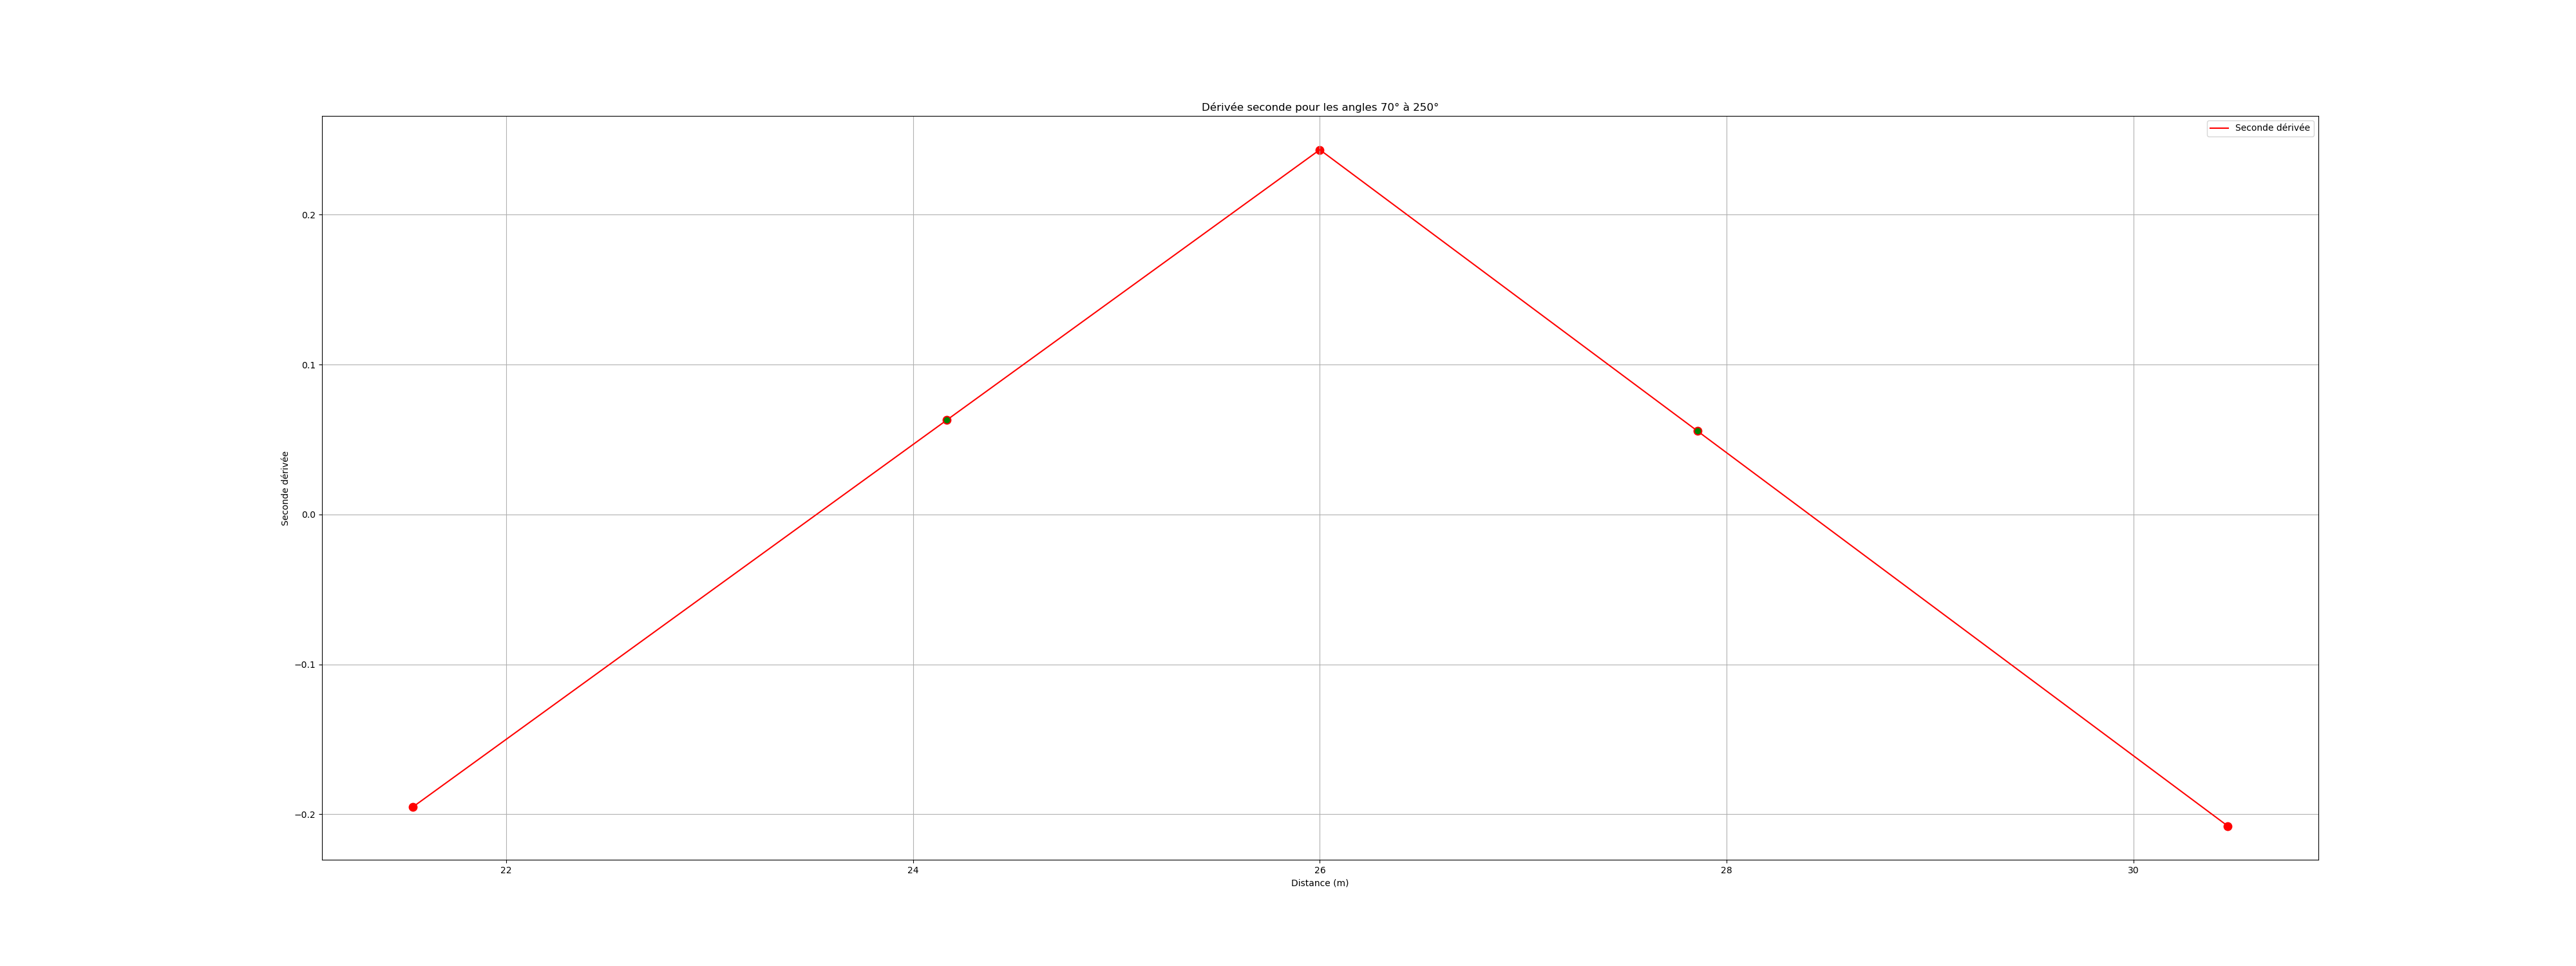 Dérivée seconde pour les angles 70° à 250°
Seconde dérivée
0.2
0.1
0.0
−0.1
−0.2
Seconde dérivée
22
24
26
28
30
Distance (m)